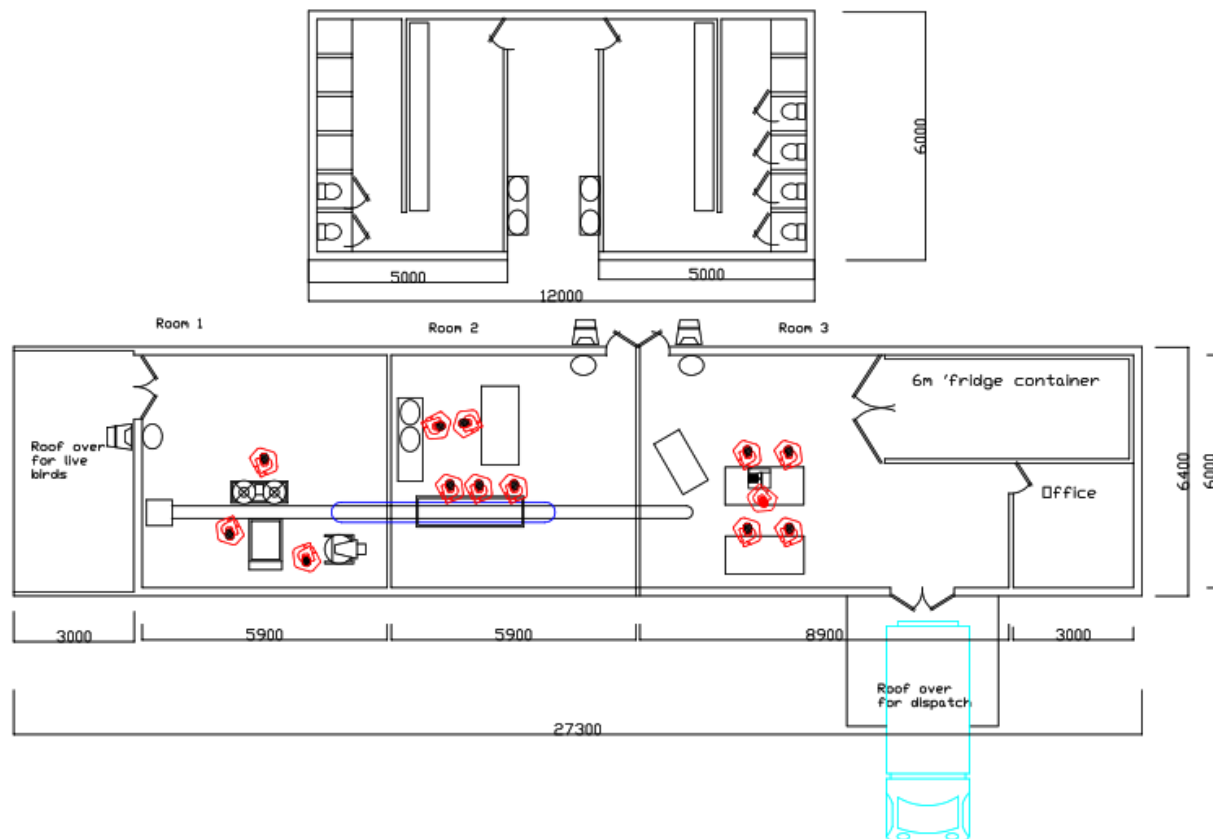 6000
5000
5000
12000
Room 1
Room 2
Room 3
6m 'fridge container
Roof over
for live
birds
Office
6400
6000
3000
5900
5900
8900
3000
Roof over
for dispatch
27300